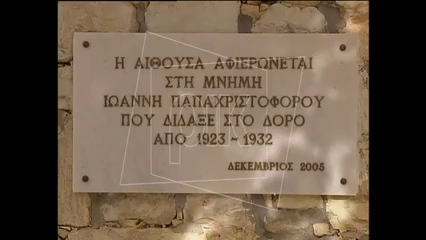 Η ΑΙΘΟΥΣΑ ΑΦΙΕΡΩΝΕΤΑΙ
ΣΤΗ ΜΝΗΜΗ
ΙΩΑΝΝΗ ΠΑΠΑΧΡΙΣΤΟΦΟΡΟΥ
ΠΟΥ ΔΙΔΑΞΕ ΣΤΟ ΔΟΡΟ
ΑΠΟ 1923 ~ 1932
ΔΕΚΕΜΒΡΙΟΣ 2005